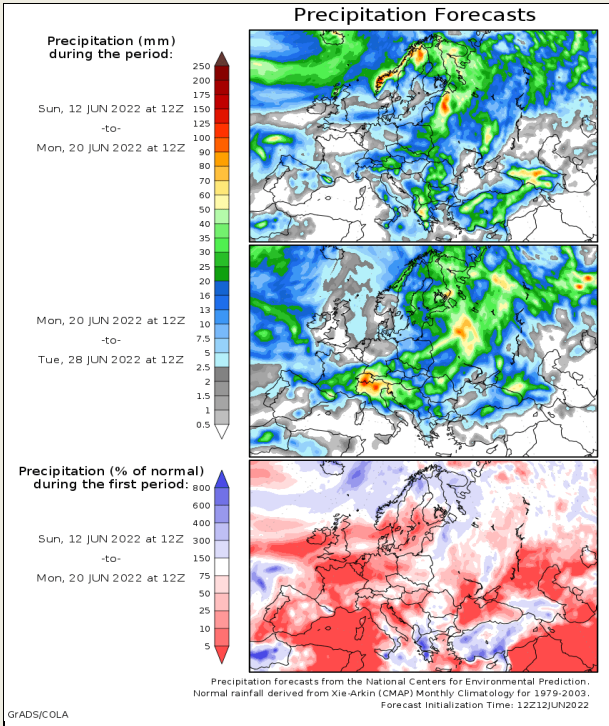 Precipitation Forecasts
Precipitation (mm)
during the period:
Sun, 12 JUN 2022 at 12Z
-to-
Mon, 20 JUN 2022 at 12Z
250
200
175
150
125
100
90
80
70
60
50
40
35
30
25
20
16
13
10
7.5
5
2.5
2
1.5
1
0.5
Mon, 20 JUN 2022 at 12Z
-to-
Tue, 28 JUN 2022 at 12Z
Precipitation (% of normal)
during the first period:
Sun, 12 JUN 2022 at 12Z
-to-
Mon, 20 JUN 2022 at 12Z
800
600
400
300
150
75
50
25
10
5
Precipitation forecasts from the National Centers for Environmental Prediction.
Normal rainfall derived from Xie-Arkin (CMAP) Monthly Climatology for 1979-2003.
Forecast Initialization Time: 12Z12JUN2022
GrADS/COLA